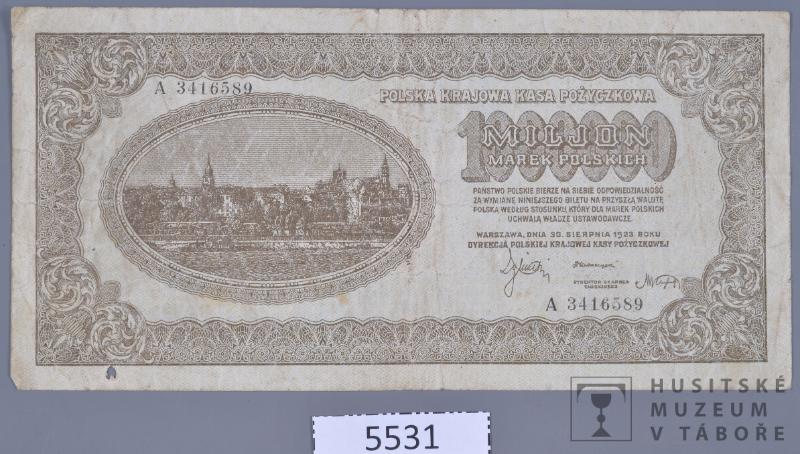 A 3416589
POLSKA KRAJOWA KASA POŻYCZKOWA
1000000
MILJON
MAREK POLSKICH
PAŃSTWO POLSKIE BIERZE NA SIEBIE ODPOWIEDZIALNOŚĆ
ZA WYMIANĘ NINIEJSZEGO BILETU NA PRZYSZŁĄ WALUTĘ
POLSKĄ WEDŁUG STOSUNKU, KTÓRY DLA MAREK POLSKICH
UCHWALĄ WŁADZE USTAWODAWCZE.
WARSZAWA, DNIA 30. SIERPNIA 1923 ROKU
DYREKCJA POLSKIEJ KRAJOWEJ KASY POŻYCZKOWEJ
A 3416589
5531
HUSITSKÉ
MUZEUM
V TÁBOŘE